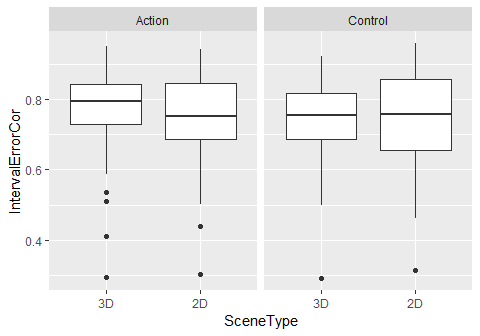 Action Control
IntervalErrorCor
0.8
0.6
0.4
3D 2D 3D 2D
SceneType